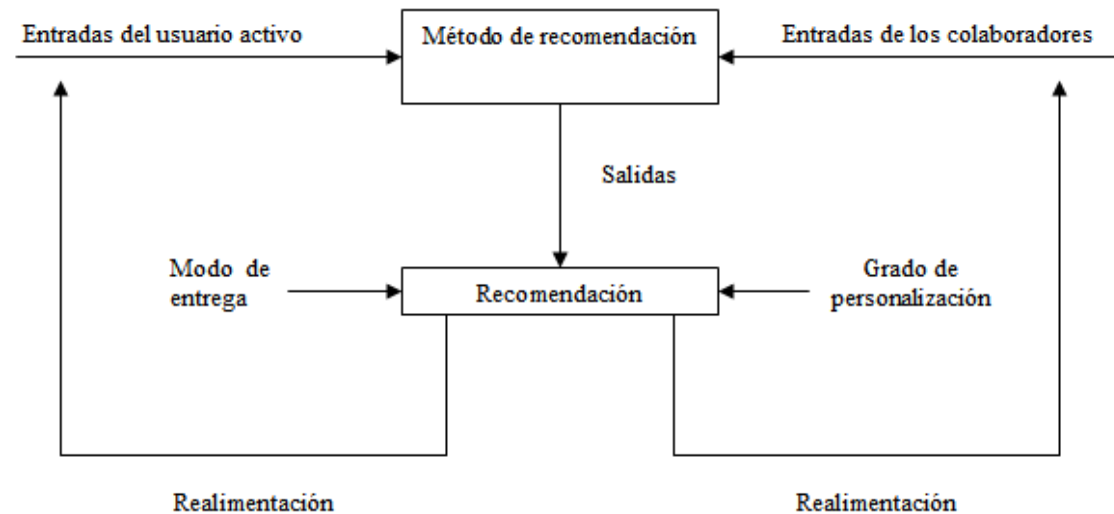 Entradas del usuario activo
Método de recomendación
Entradas de los colaboradores
Salidas
Modo de
entrega
Recomendación
Grado de
personalización
Realimentación
Realimentación